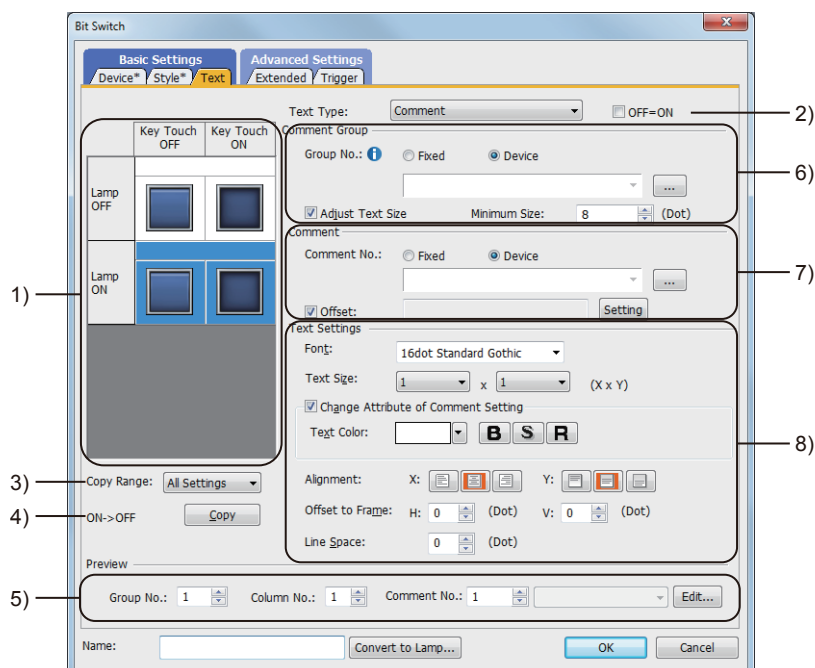 Bit Switch
Basic Settings Advanced Settings
Device* Style* Text Extended Trigger
Text Type: Comment OFF=ON 2)
Key Touch OFF Key Touch ON
Comment Group
Group No.: Fixed Device
... 6)
Adjust Text Size Minimum Size: 8 (Dot)
Lamp OFF
Comment
Comment No.: Fixed Device
... 7)
Offset: Setting
Lamp ON
1)
Text Settings
Font: 16dot Standard Gothic
Text Size: 1 x 1 (X x Y)
Change Attribute of Comment Setting
Text Color: B S R
8)
Alignment: X: Y:
Offset to Frame: H: 0 (Dot) V: 0 (Dot)
Line Space: 0 (Dot)
3) Copy Range: All Settings
4) ON->OFF Copy
Preview
5) Group No.: 1 Column No.: 1 Comment No.: 1 Edit...
Name: Convert to Lamp... OK Cancel